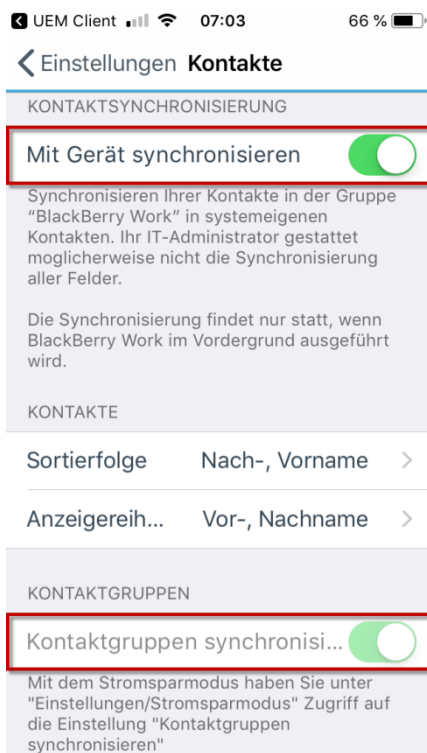 UEM Client 07:03 66 %
Einstellungen Kontakte
KONTAKTSYNCHRONISIERUNG
Mit Gerät synchronisieren
Synchronisieren Ihrer Kontakte in der Gruppe
"BlackBerry Work" in systemeigenen
Kontakten. Ihr IT-Administrator gestattet
moglicherweise nicht die Synchronisierung
aller Felder.
Die Synchronisierung findet nur statt, wenn
BlackBerry Work im Vordergrund ausgeführt
wird.
KONTAKTE
Sortierfolge Nach-, Vorname
Anzeigereih... Vor-, Nachname
KONTAKTGRUPPEN
Kontaktgruppen synchronisi...
Mit dem Stromsparmodus haben Sie unter
"Einstellungen/Stromsparmodus" Zugriff auf
die Einstellung "Kontaktgruppen
synchronisieren"